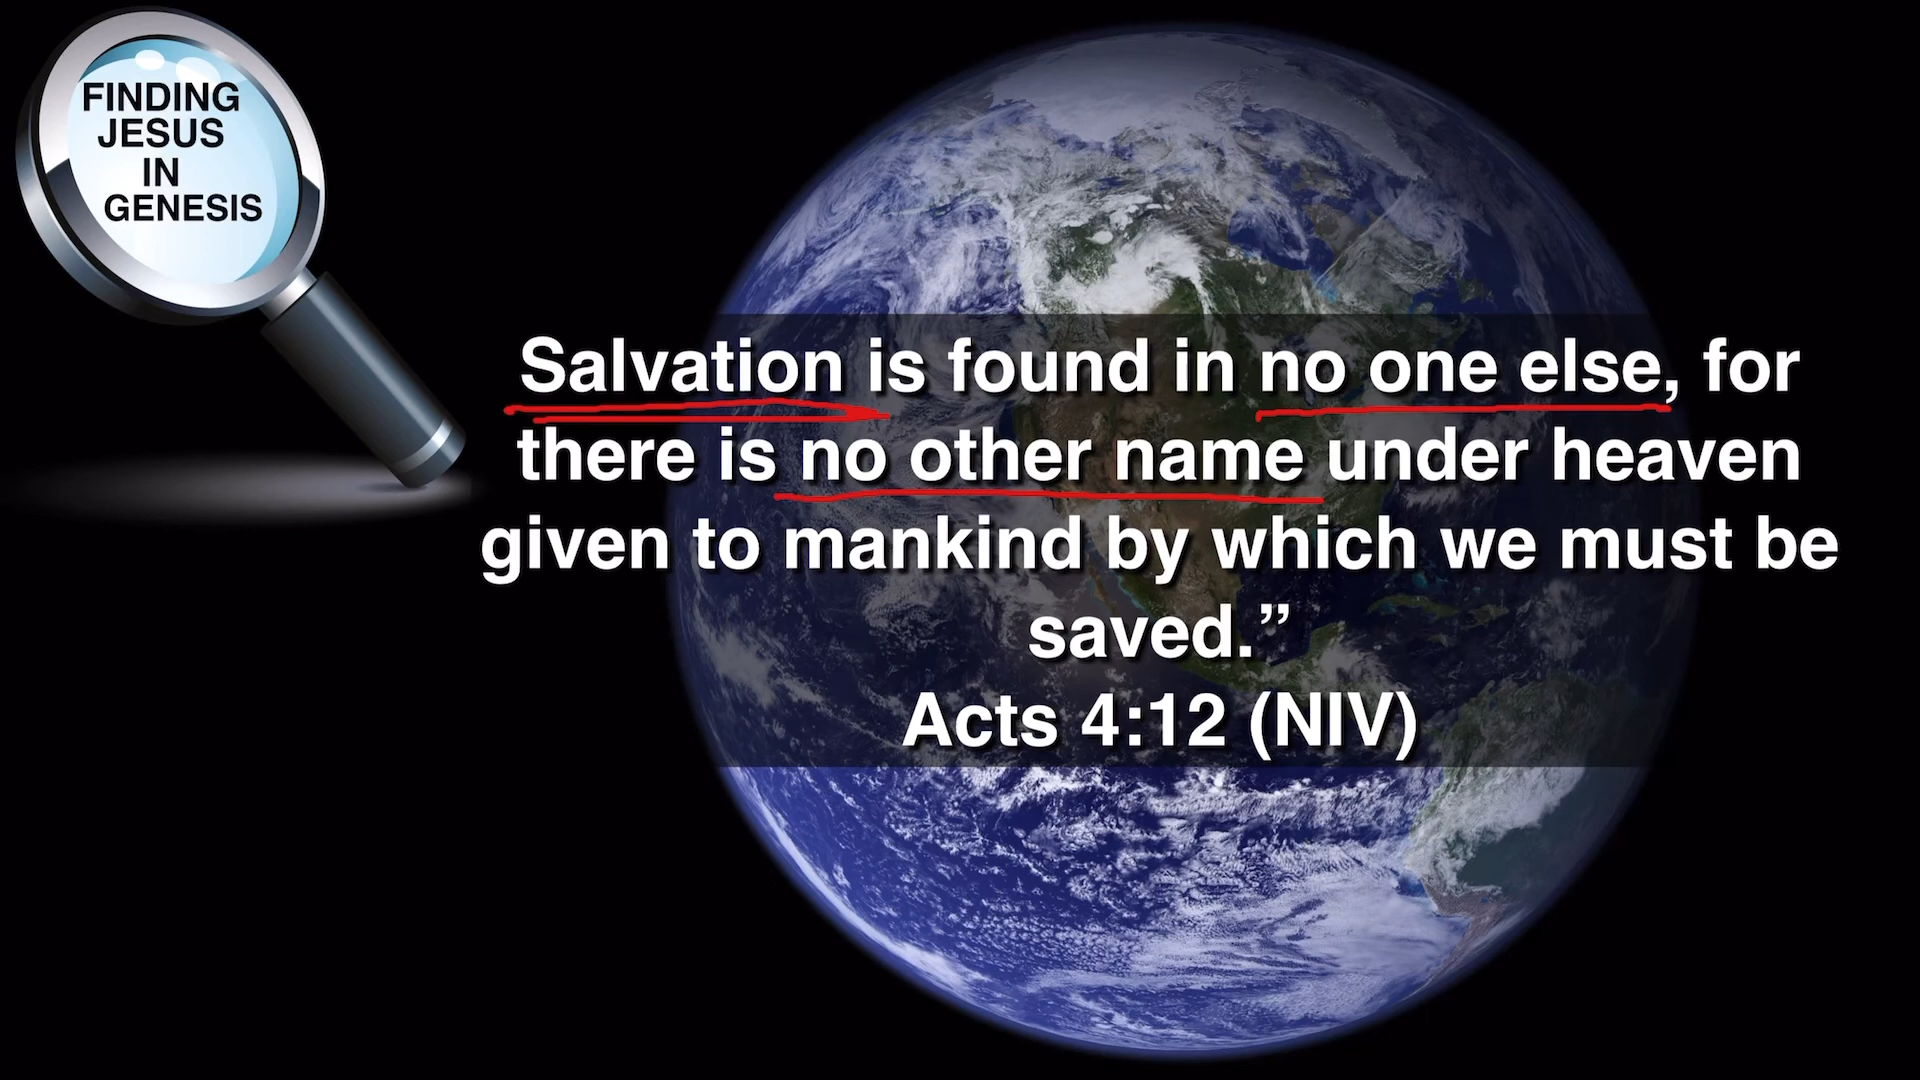 FINDING
JESUS
IN
GENESIS
Salvation is found in no one else, for
there is no other name under heaven
given to mankind by which we must be
saved.”
Acts 4:12 (NIV)